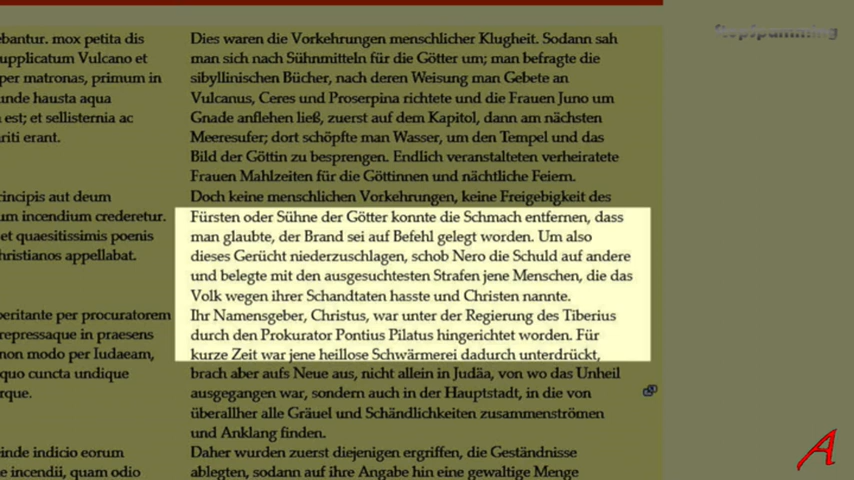 ebantur. mox petita dis
upplicatum Vulcano et
per matronas, primum in
unde hausta aqua
est; et sellisternia ac
riti erant.
rincipis aut deum
um incendium crederetur.
et quaesitissimis poenis
hristianos appellabat.
peritante per procuratorem
repressaque in praesens
non modo per Iudaeam,
quo cuncta undique
rque.
einde indicio eorum
e incendii, quam odio
Dies waren die Vorkehrungen menschlicher Klugheit. Sodann sah
man sich nach Sühnmitteln für die Götter um; man befragte die
sibyllinischen Bücher, nach deren Weisung man Gebete an
Vulcanus, Ceres und Proserpina richtete und die Frauen Juno um
Gnade anflehen ließ, zuerst auf dem Kapitol, dann am nächsten
Meeresufer; dort schöpfte man Wasser, um den Tempel und das
Bild der Göttin zu besprengen. Endlich veranstalteten verheiratete
Frauen Mahlzeiten für die Göttinnen und nächtliche Feiern.
Doch keine menschlichen Vorkehrungen, keine Freigebigkeit des
Fürsten oder Sühne der Götter konnte die Schmach entfernen, dass
man glaubte, der Brand sei auf Befehl gelegt worden. Um also
dieses Gerücht niederzuschlagen, schob Nero die Schuld auf andere
und belegte mit den ausgesuchtesten Strafen jene Menschen, die das
Volk wegen ihrer Schandtaten hasste und Christen nannte.
Ihr Namensgeber, Christus, war unter der Regierung des Tiberius
durch den Prokurator Pontius Pilatus hingerichtet worden. Für
kurze Zeit war jene heillose Schwärmerei dadurch unterdrückt,
brach aber aufs Neue aus, nicht allein in Judäa, von wo das Unheil
ausgegangen war, sondern auch in der Hauptstadt, in die von
überallher alle Gräuel und Schändlichkeiten zusammenströmen
und Anklang finden.
Daher wurden zuerst diejenigen ergriffen, die Geständnisse
ablegten, sodann auf ihre Angabe hin eine gewaltige Menge
Stopspamming
A